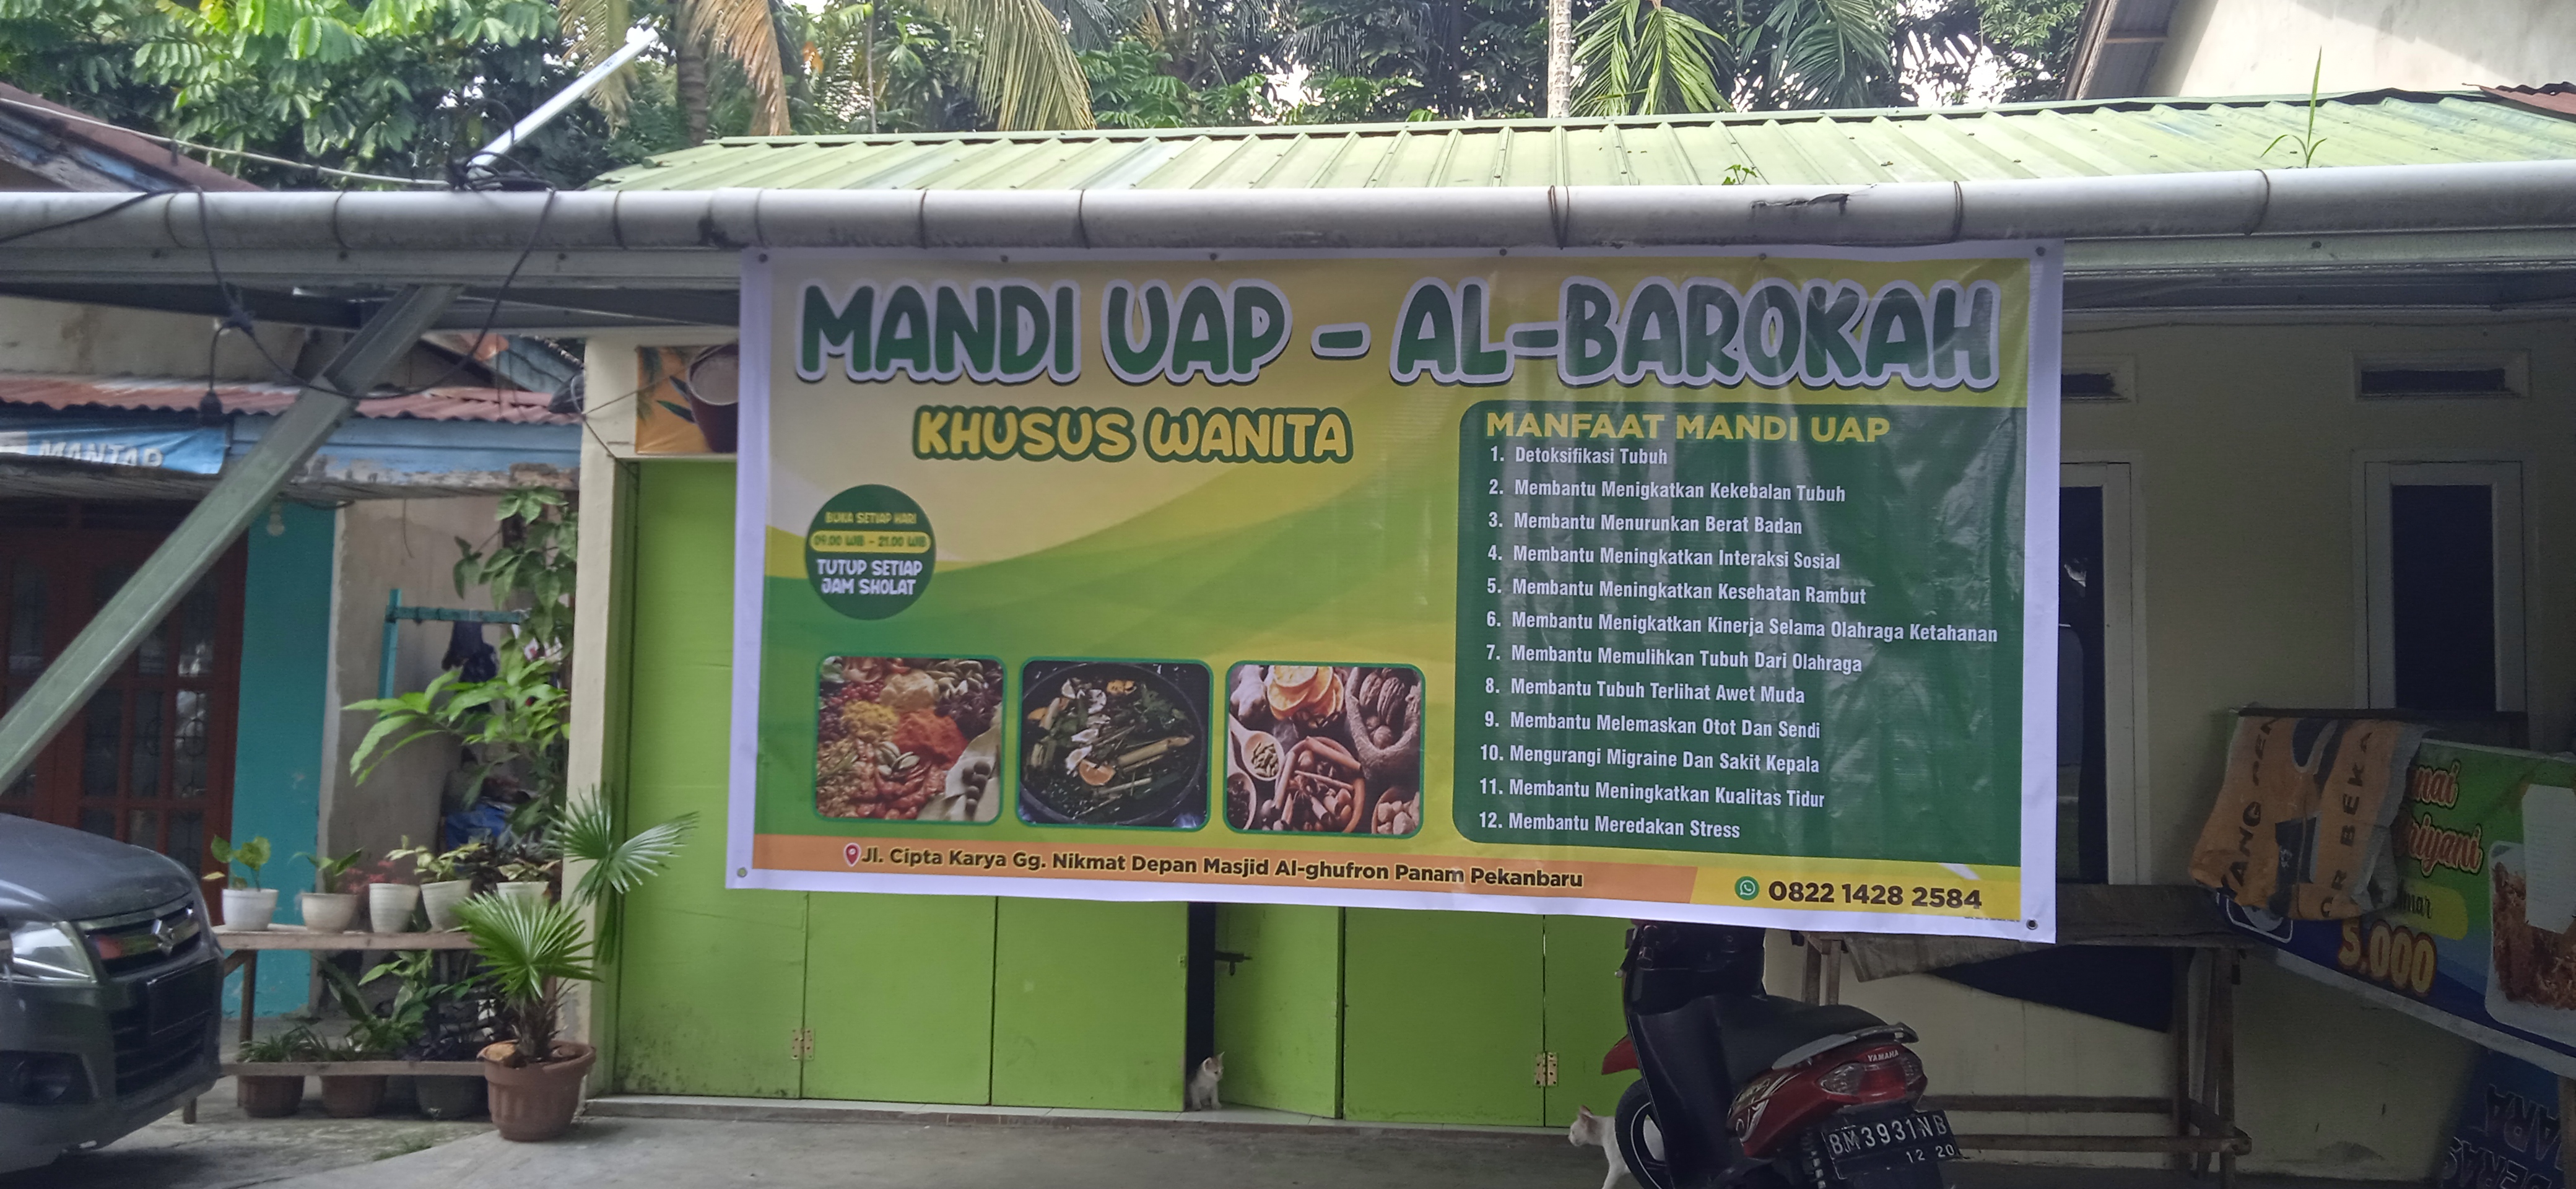 MANDI UAP - AL-BAROKAH
KHUSUS WANITA
BUKA SETIAP HARI
09.00 WIB - 21.00 WIB
TUTUP SETIAP
JAM SHOLAT
MANFAAT MANDI UAP
1. Detoksifikasi Tubuh
2. Membantu Menigkatkan Kekebalan Tubuh
3. Membantu Menurunkan Berat Badan
4. Membantu Meningkatkan Interaksi Sosial
5. Membantu Meningkatkan Kesehatan Rambut
6. Membantu Menigkatkan Kinerja Selama Olahraga Ketahanan
7. Membantu Memulihkan Tubuh Dari Olahraga
8. Membantu Tubuh Terlihat Awet Muda
9. Membantu Melemaskan Otot Dan Sendi
10. Mengurangi Migraine Dan Sakit Kepala
11. Membantu Meningkatkan Kualitas Tidur
12. Membantu Meredakan Stress
Jl. Cipta Karya Gg. Nikmat Depan Masjid Al-ghufron Panam Pekanbaru
0822 1428 2584
MANTAP
5.000
YAMAHA
BM 3931 NB
12 20